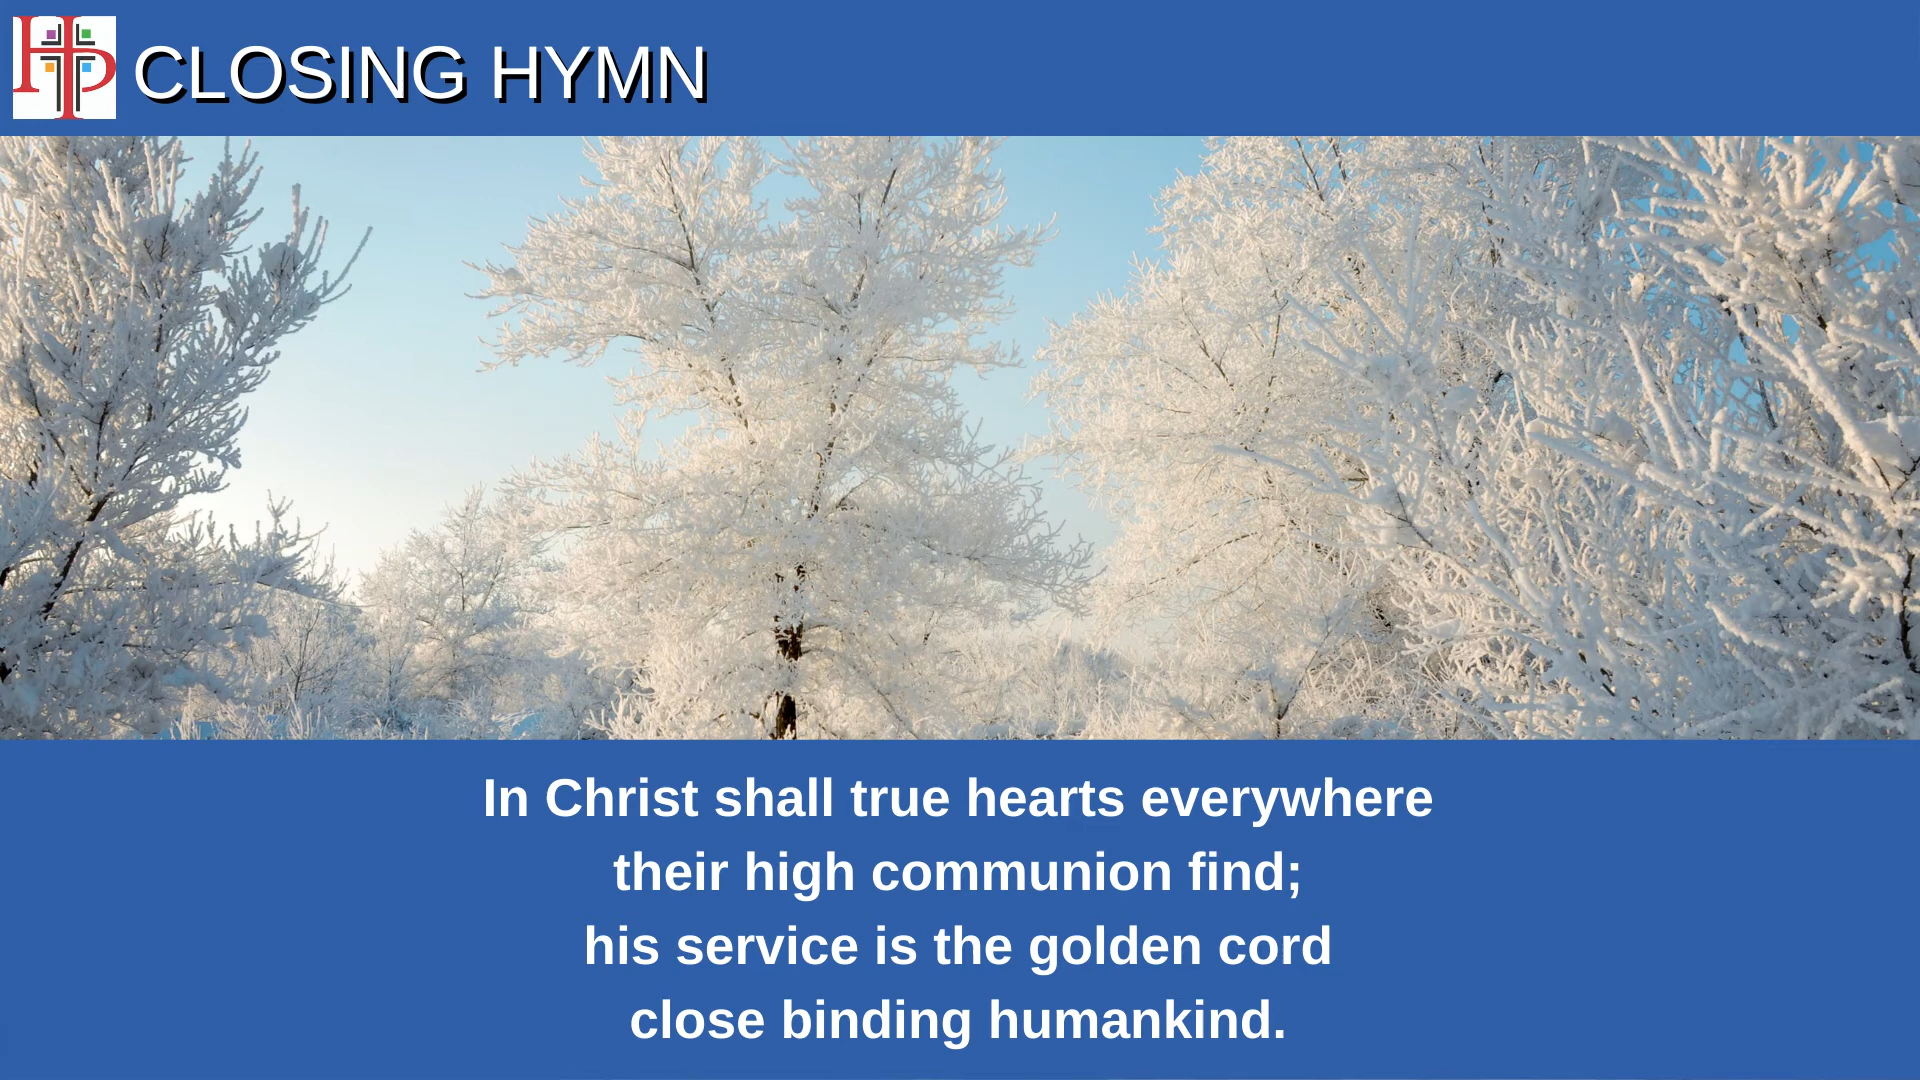 HP
CLOSING HYMN
In Christ shall true hearts everywhere
their high communion find;
his service is the golden cord
close binding humankind.